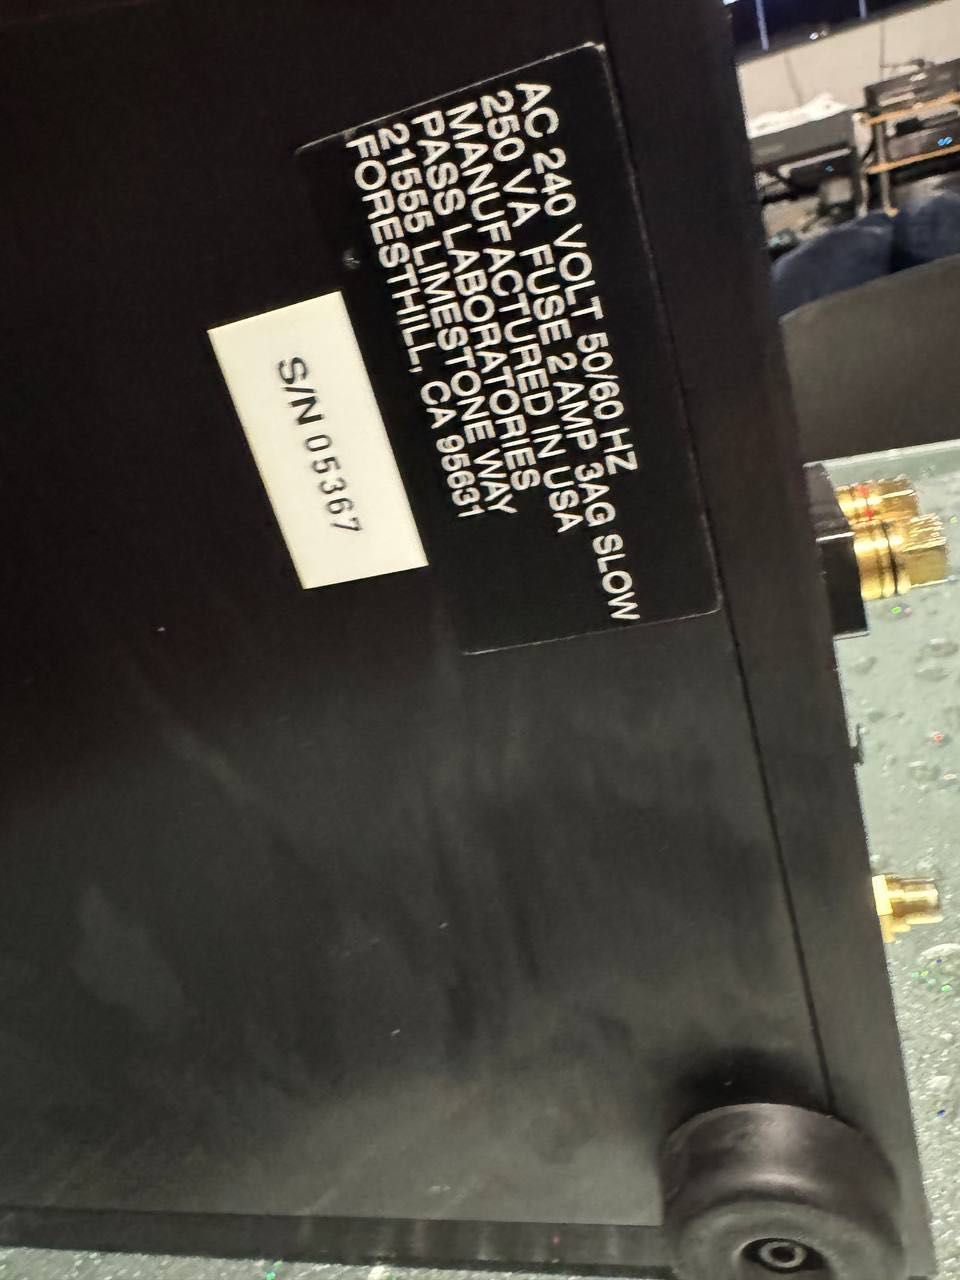 AC 240 VOLT 50/60 HZ
250 VA FUSE 2 AMP 3AG SLOW
MANUFACTURED IN USA
PASS LABORATORIES
21555 LIMESTONE WAY
FORESTHILL, CA 95631
S/N 05367